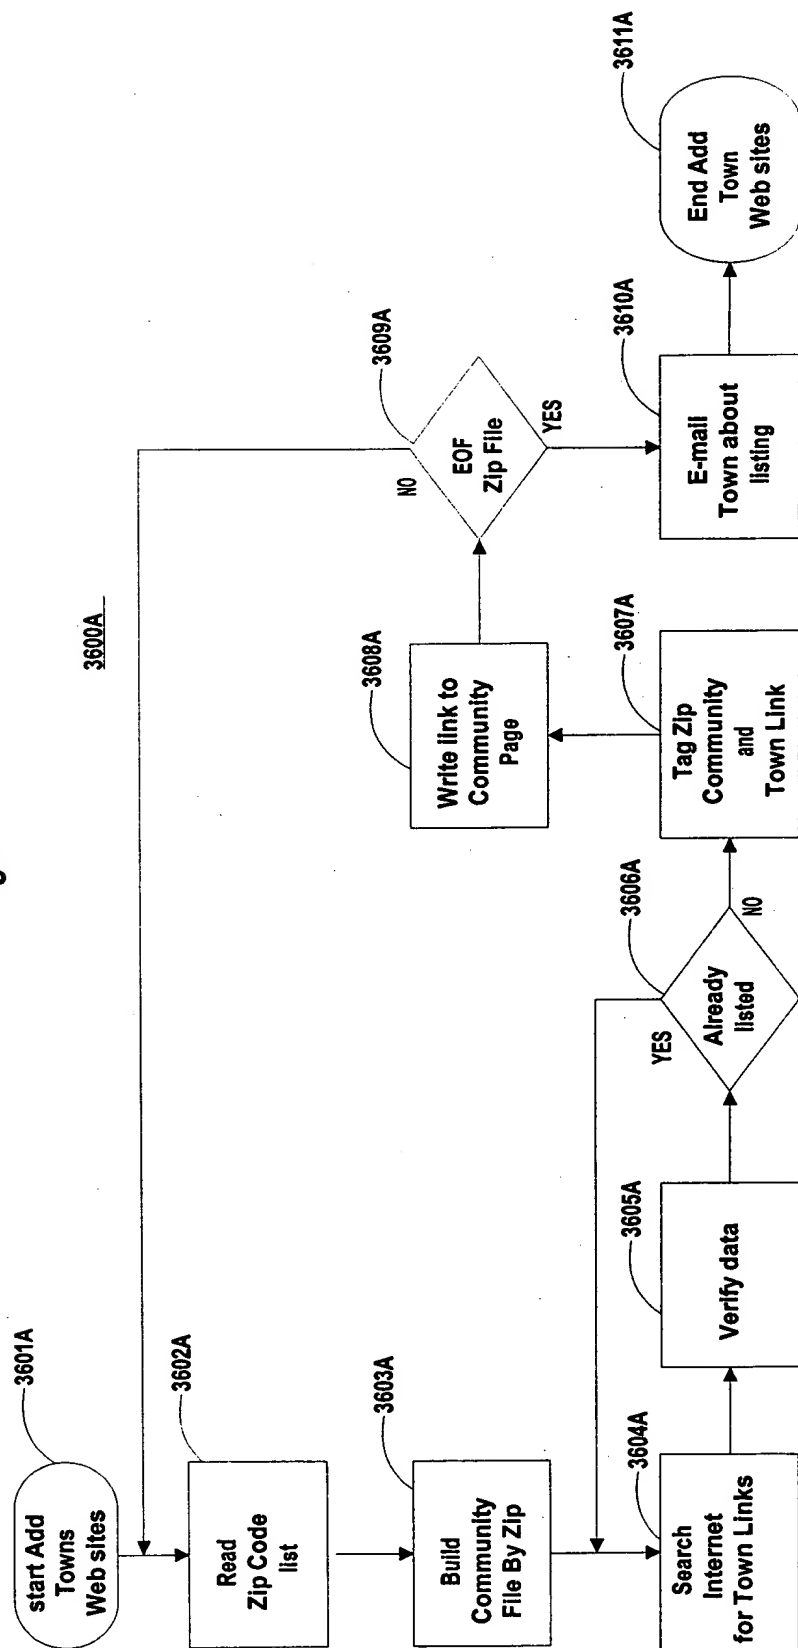 3600A
3601A
start Add
Towns
Web sites
3602A
Read
Zip Code
list
3603A
Build
Community
File By Zip
3604A
Search
Internet
for Town Links
3605A
Verify data
3606A
Already
listed
YES
NO
3607A
Tag Zip
Community
and
Town Link
3608A
Write link to
Community
Page
3609A
EOF
Zip File
NO
YES
3610A
E-mail
Town about
listing
3611A
End Add
Town
Web sites